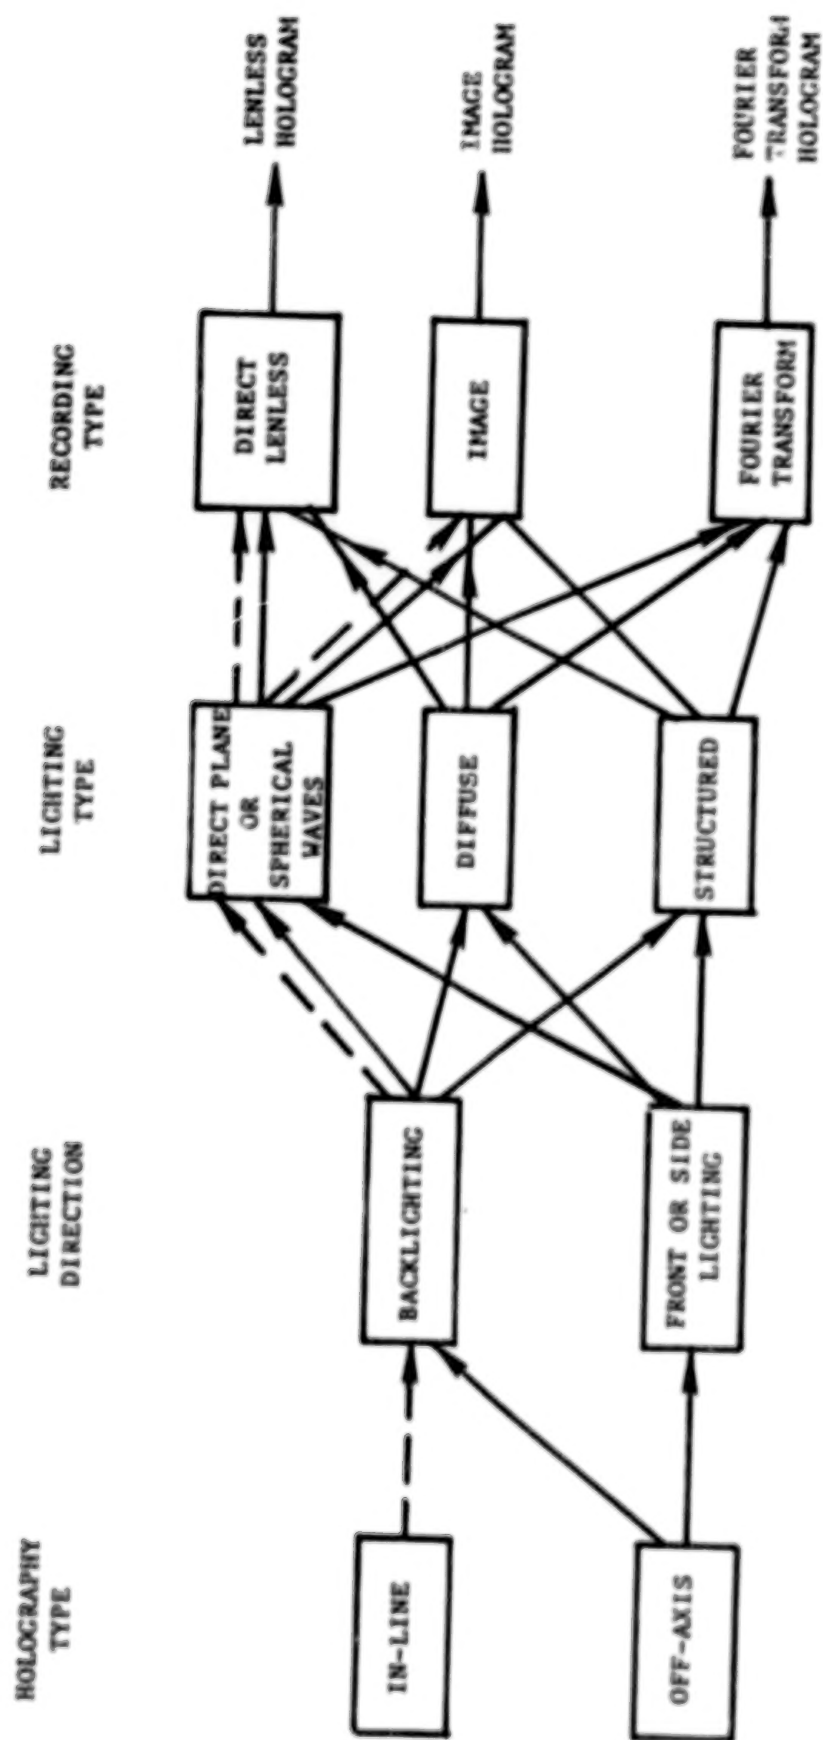 HOLOGRAPHY
TYPE
LIGHTING
DIRECTION
LIGHTING
TYPE
RECORDING
TYPE
IN-LINE
OFF-AXIS
BACKLIGHTING
FRONT OR SIDE
LIGHTING
DIRECT PLANE
OR
SPHERICAL
WAVES
DIFFUSE
STRUCTURED
DIRECT
LENLESS
IMAGE
FOURIER
TRANSFORM
LENLESS
HOLOGRAM
IMAGE
HOLOGRAM
FOURIER
TRANSFORM
HOLOGRAM